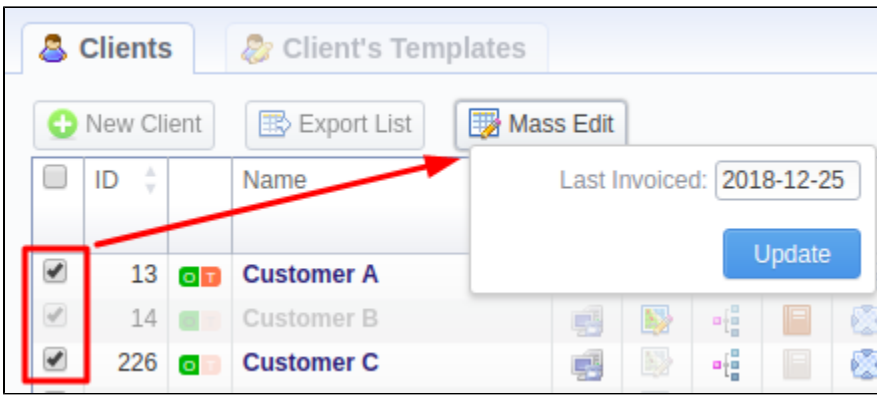 Clients Client's Templates
New Client Export List Mass Edit
ID Name Last Invoiced: 2018-12-25
Update
13 O T Customer A
14 Customer B
226 O Customer C